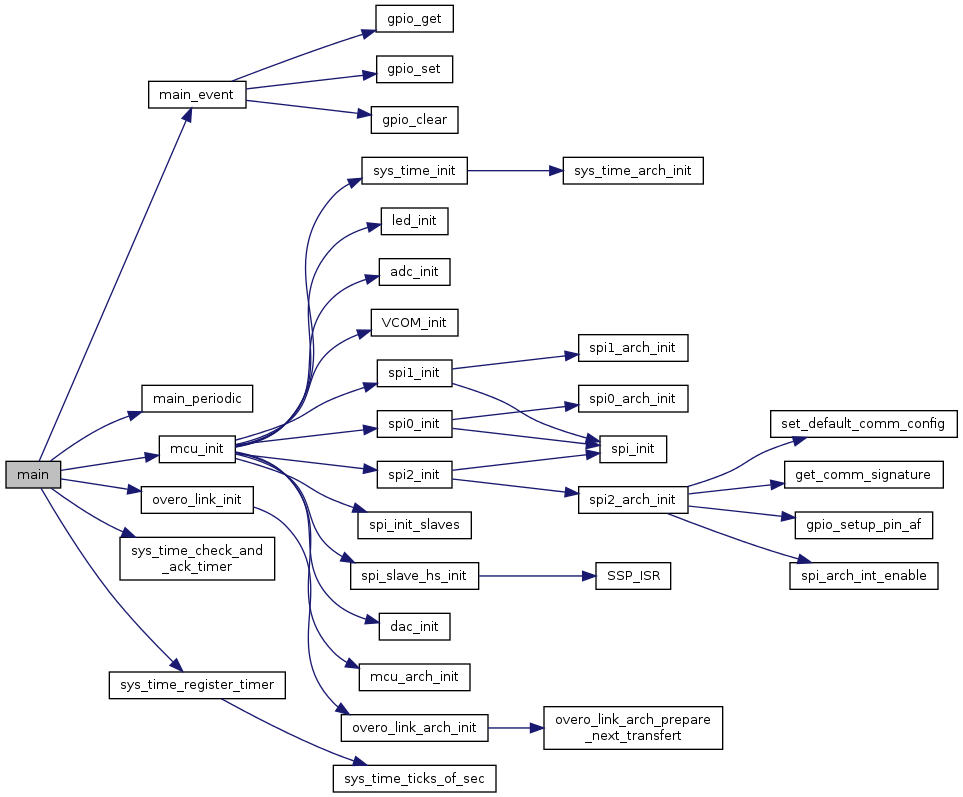 gpio_get
gpio_set
main_event
gpio_clear
sys_time_init
sys_time_arch_init
led_init
adc_init
VCOM_init
spi1_arch_init
spi1_init
main_periodic
spi0_arch_init
spi0_init
set_default_comm_config
mcu_init
spi_init
main
spi2_init
get_comm_signature
overo_link_init
spi2_arch_init
spi_init_slaves
gpio_setup_pin_af
sys_time_check_and
_ack_timer
spi_slave_hs_init
SSP_ISR
spi_arch_int_enable
dac_init
mcu_arch_init
sys_time_register_timer
overo_link_arch_init
overo_link_arch_prepare
_next_transfert
sys_time_ticks_of_sec